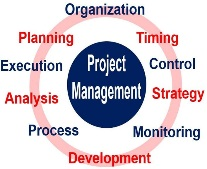 Organization
Planning
Timing
Execution
Project
Management
Control
Analysis
Strategy
Process
Monitoring
Development